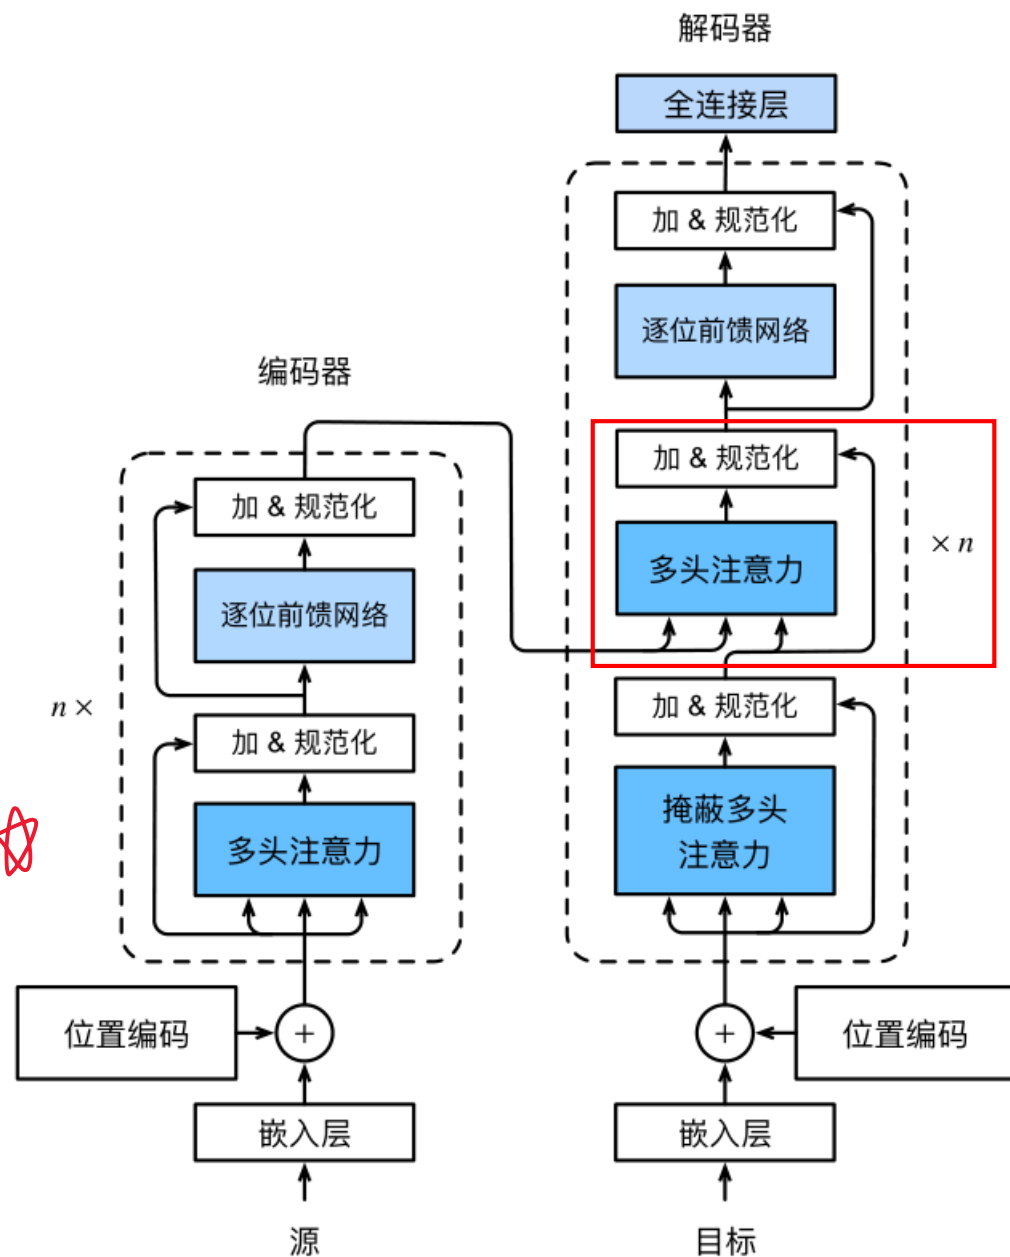 解码器
全连接层
加 & 规范化
逐位前馈网络
加 & 规范化
多头注意力
× n
加 & 规范化
掩蔽多头
注意力
位置编码
+
嵌入层
目标
编码器
加 & 规范化
逐位前馈网络
n ×
加 & 规范化
多头注意力
位置编码
+
嵌入层
源